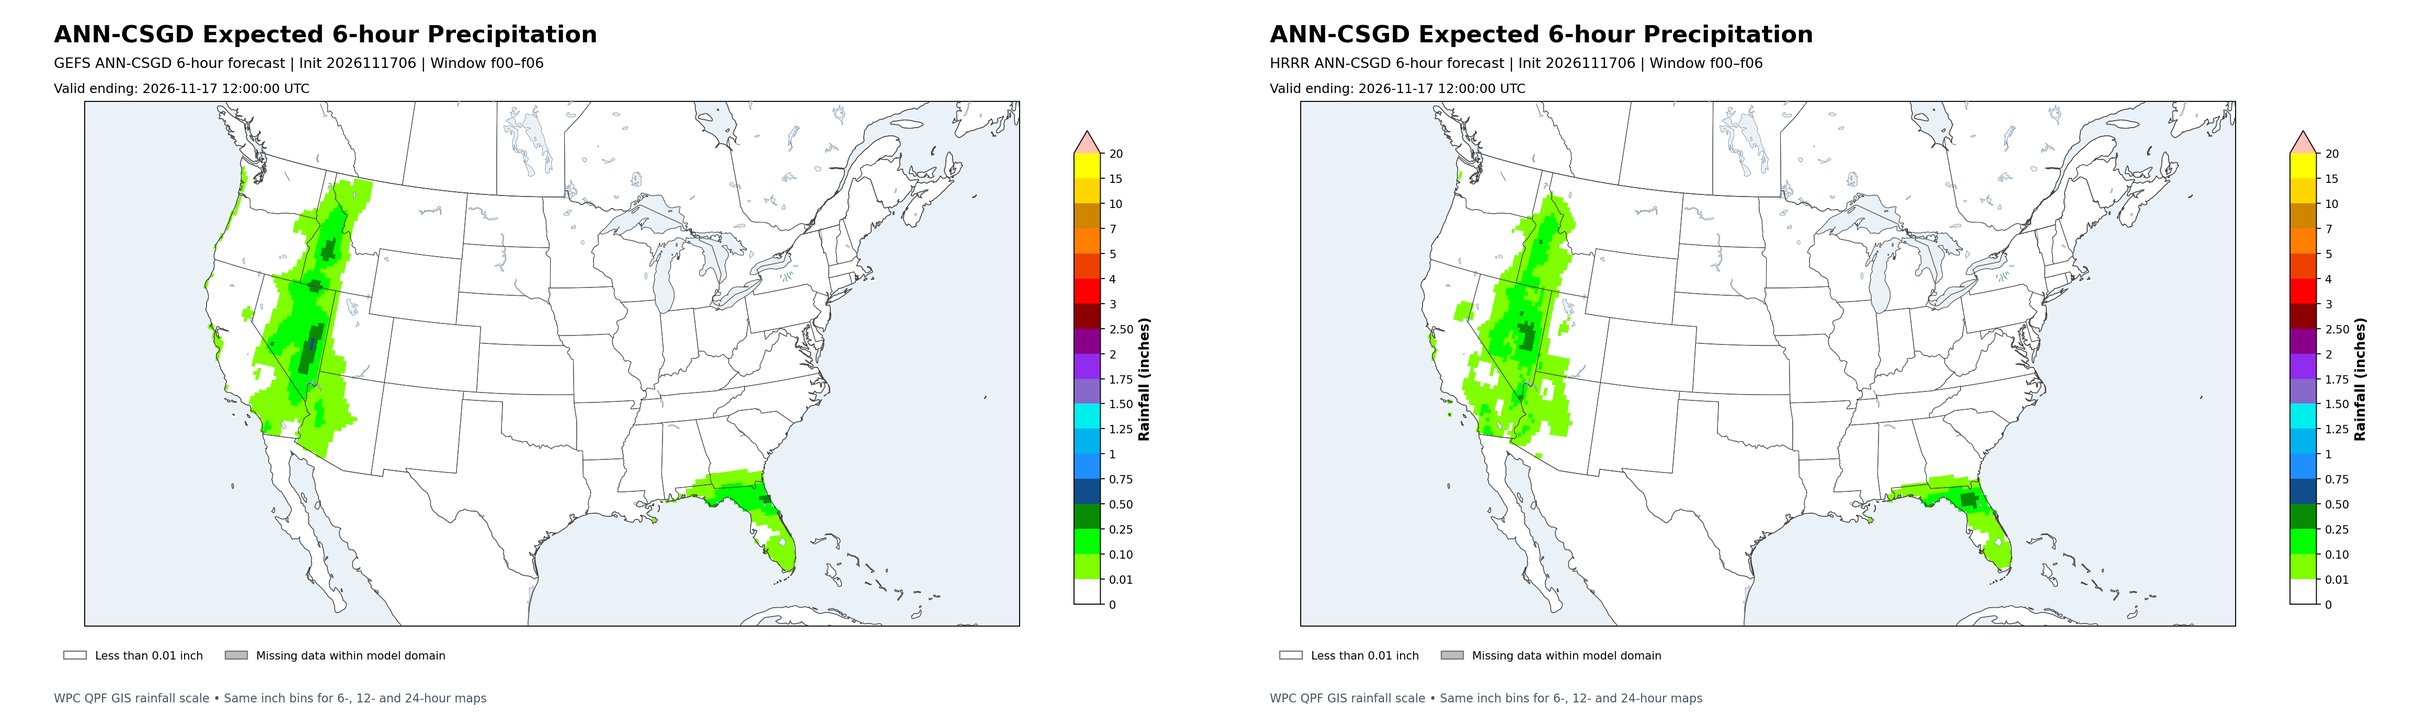 ANN-CSGD Expected 6-hour Precipitation
GEFS ANN-CSGD 6-hour forecast | Init 2026111706 | Window f00–f06
Valid ending: 2026-11-17 12:00:00 UTC
20
15
10
7
5
4
3
2.50
2
1.75
1.50
1.25
1
0.75
0.50
0.25
0.10
0.01
0
Rainfall (inches)
Less than 0.01 inch
Missing data within model domain
WPC QPF GIS rainfall scale • Same inch bins for 6-, 12- and 24-hour maps
ANN-CSGD Expected 6-hour Precipitation
HRRR ANN-CSGD 6-hour forecast | Init 2026111706 | Window f00–f06
Valid ending: 2026-11-17 12:00:00 UTC
20
15
10
7
5
4
3
2.50
2
1.75
1.50
1.25
1
0.75
0.50
0.25
0.10
0.01
0
Rainfall (inches)
Less than 0.01 inch
Missing data within model domain
WPC QPF GIS rainfall scale • Same inch bins for 6-, 12- and 24-hour maps